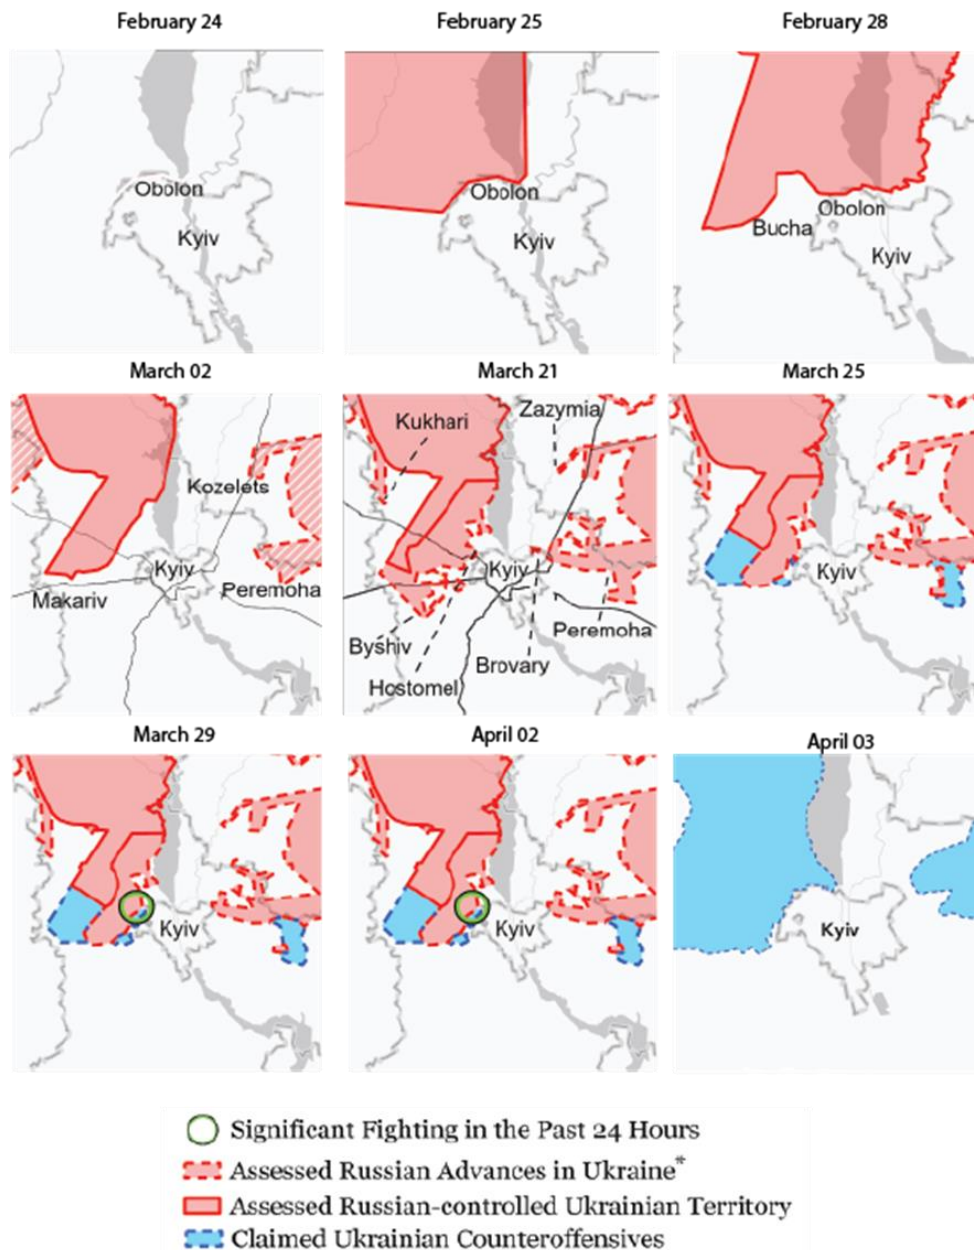 February 24
February 25
February 28
Obolon
Kyiv
Obolon
Kyiv
Obolon
Bucha
Kyiv
March 02
March 21
March 25
Kozelets
Kyiv
Makariv
Peremoha
Kukhari
Zazymia
Kyiv
Byshiv
Hostomel
Brovary
Peremoha
Kyiv
March 29
April 02
April 03
Kyiv
Kyiv
Kyiv
Significant Fighting in the Past 24 Hours
Assessed Russian Advances in Ukraine*
Assessed Russian-controlled Ukrainian Territory
Claimed Ukrainian Counteroffensives